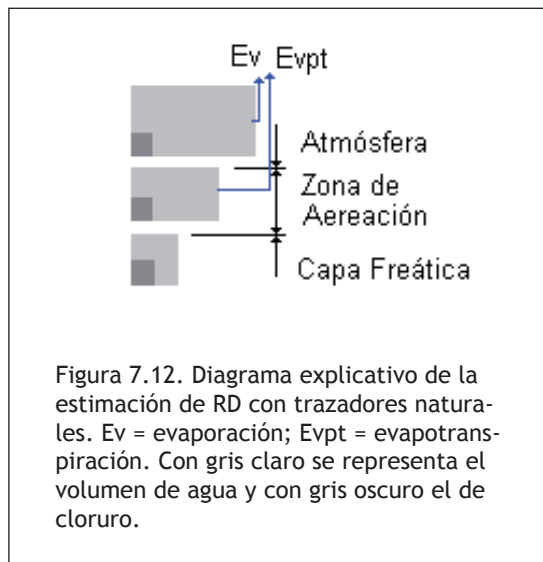 Ev Evpt
Atmósfera
Zona de
Aereación
Capa Freática
Figura 7.12. Diagrama explicativo de la
estimación de RD con trazadores natura-
les. Ev = evaporación; Evpt = evapotrans-
piración. Con gris claro se representa el
volumen de agua y con gris oscuro el de
cloruro.